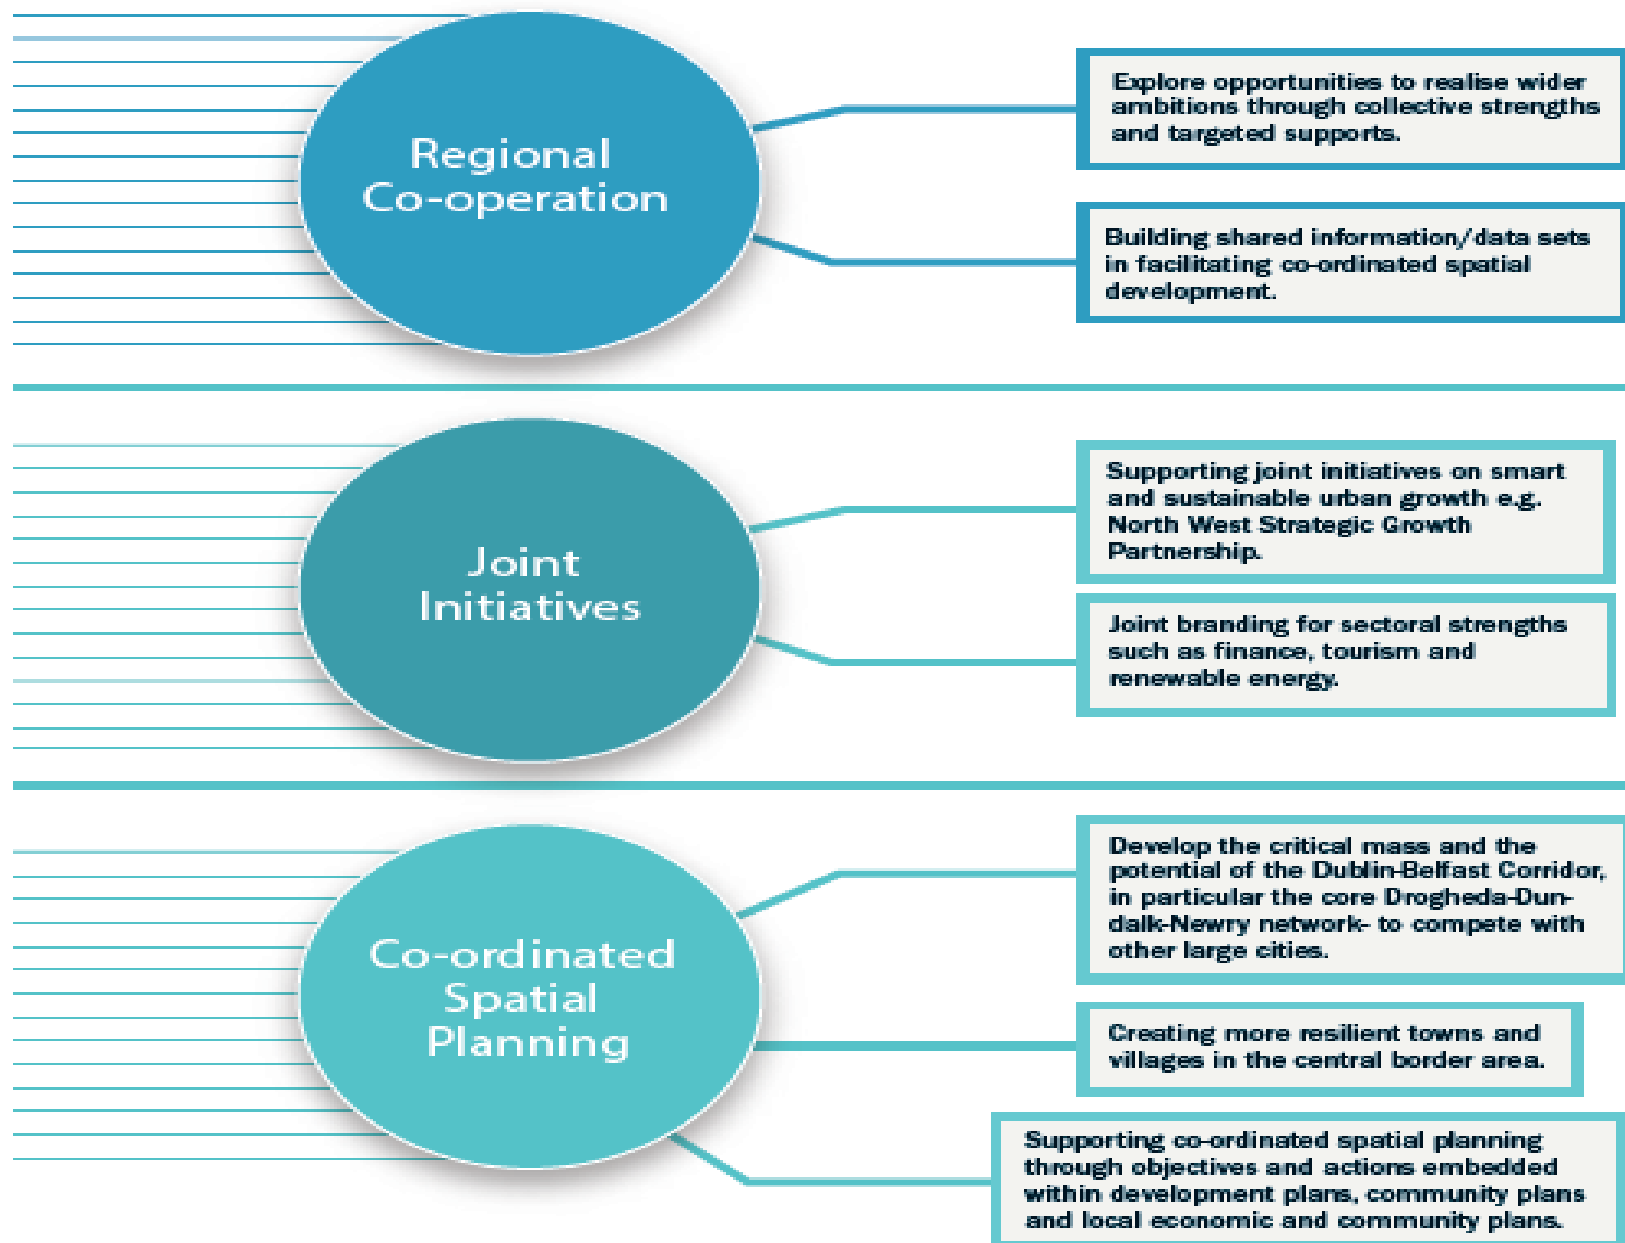 Regional
Co-operation
Explore opportunities to realise wider
ambitions through collective strengths
and targeted supports.
Building shared information/data sets
in facilitating co-ordinated spatial
development.
Joint
Initiatives
Supporting joint initiatives on smart
and sustainable urban growth e.g.
North West Strategic Growth
Partnership.
Joint branding for sectoral strengths
such as finance, tourism and
renewable energy.
Co-ordinated
Spatial
Planning
Develop the critical mass and the
potential of the Dublin-Belfast Corridor,
in particular the core Drogheda-Dun-
dalk-Newry network- to compete with
other large cities.
Creating more resilient towns and
villages in the central border area.
Supporting co-ordinated spatial planning
through objectives and actions embedded
within development plans, community plans
and local economic and community plans.